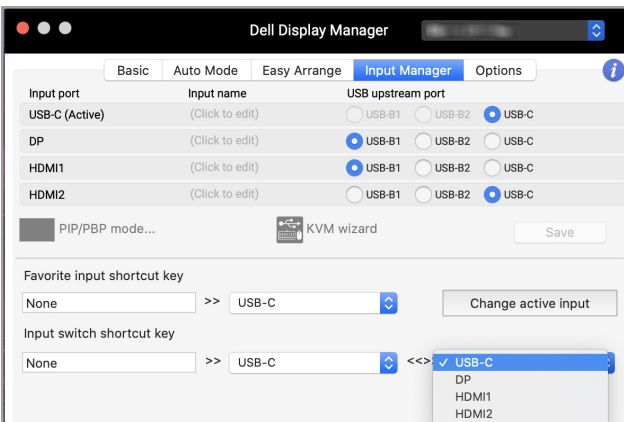 Dell Display Manager
Basic Auto Mode Easy Arrange Input Manager Options i
Input port Input name USB upstream port
USB-C (Active) (Click to edit) USB-B1 USB-B2 USB-C
DP (Click to edit) USB-B1 USB-B2 USB-C
HDMI1 (Click to edit) USB-B1 USB-B2 USB-C
HDMI2 (Click to edit) USB-B1 USB-B2 USB-C
PIP/PBP mode... KVM wizard Save
Favorite input shortcut key
None >> USB-C Change active input
Input switch shortcut key
None >> USB-C <<>> ✓ USB-C
DP
HDMI1
HDMI2